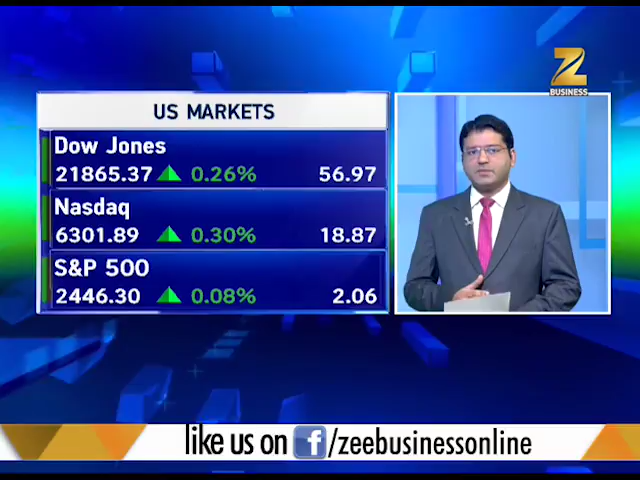 Z
BUSINESS
US MARKETS
Dow Jones
21865.37 0.26% 56.97
Nasdaq
6301.89 0.30% 18.87
S&P 500
2446.30 0.08% 2.06
like us on f/zeebusinessonline